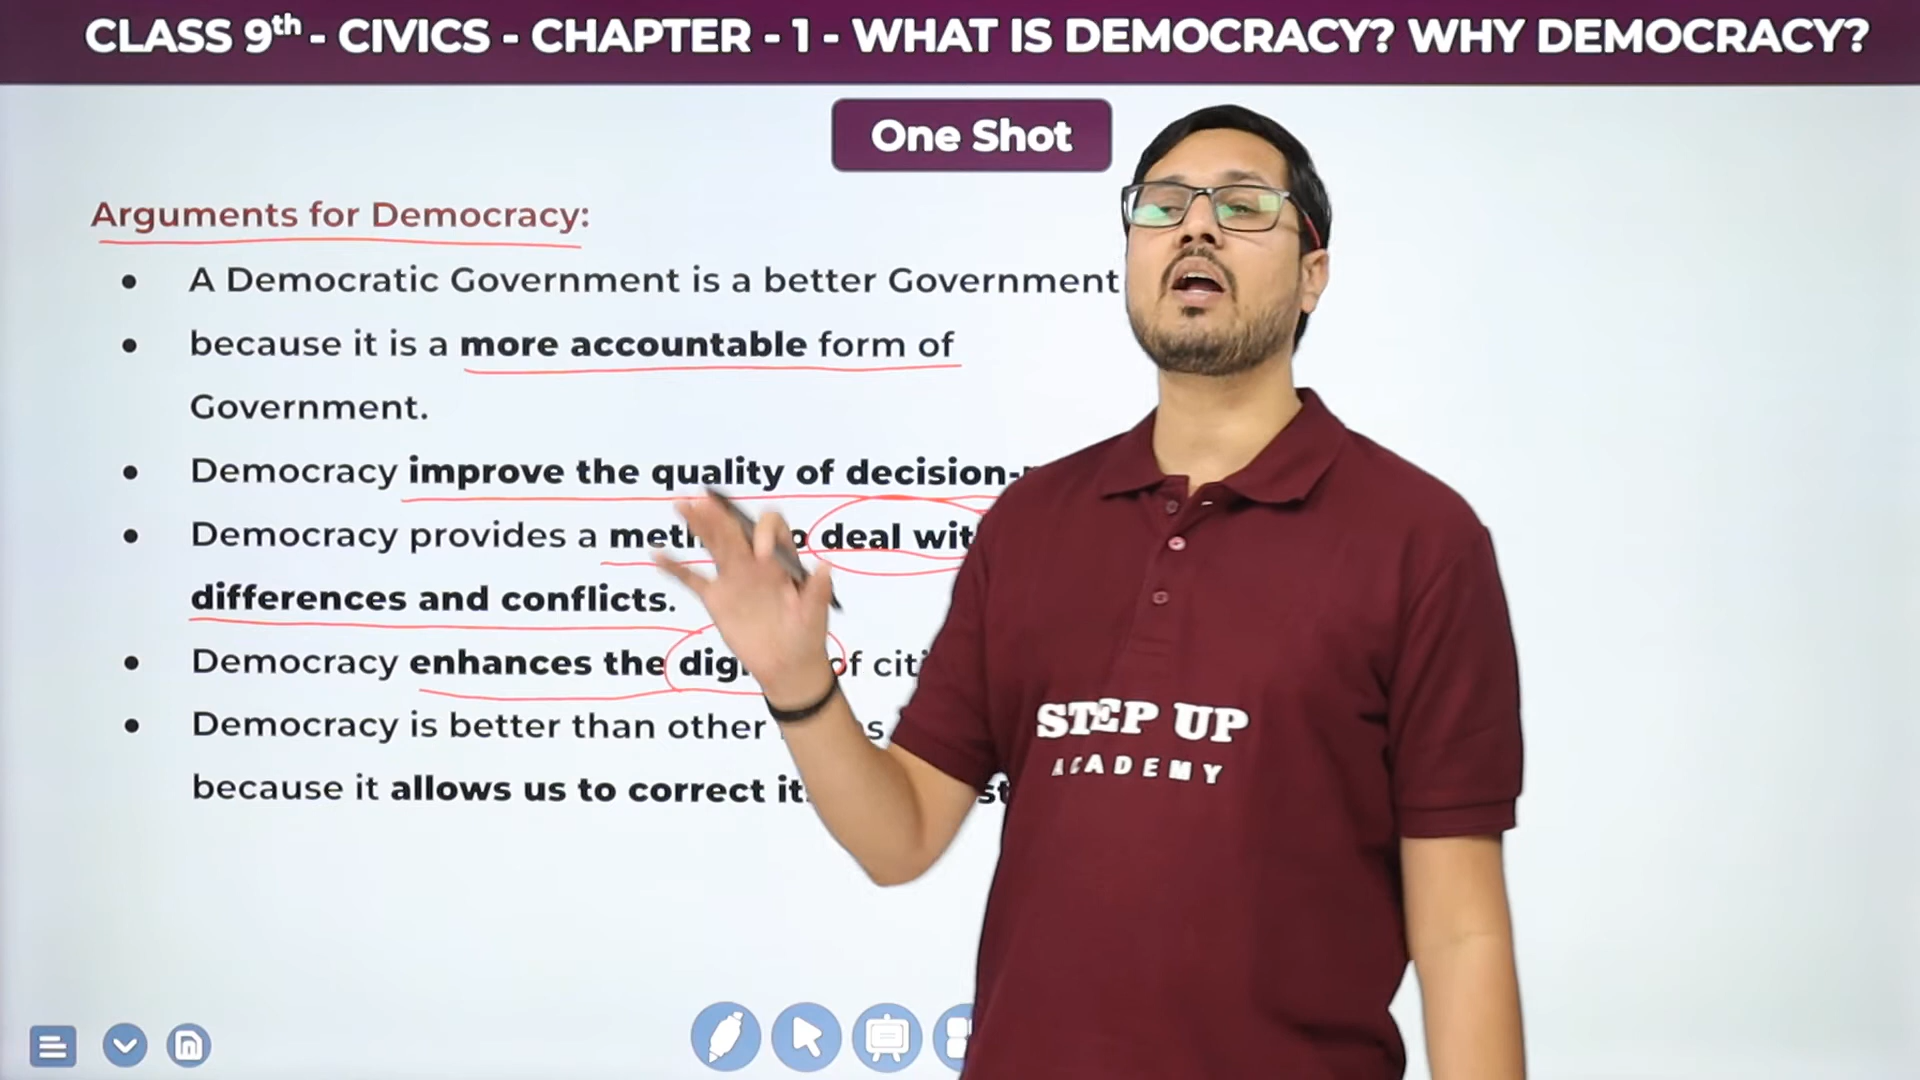 CLASS 9th - CIVICS - CHAPTER - 1 - WHAT IS DEMOCRACY? WHY DEMOCRACY?
One Shot
Arguments for Democracy:
• A Democratic Government is a better Government
• because it is a more accountable form of
Government.
• Democracy improve the quality of decision-
• Democracy provides a deal
differences and conflicts.
• Democracy enhances the of
• Democracy is better than other
because it allows us to correct
STEP UP
ACADEMY